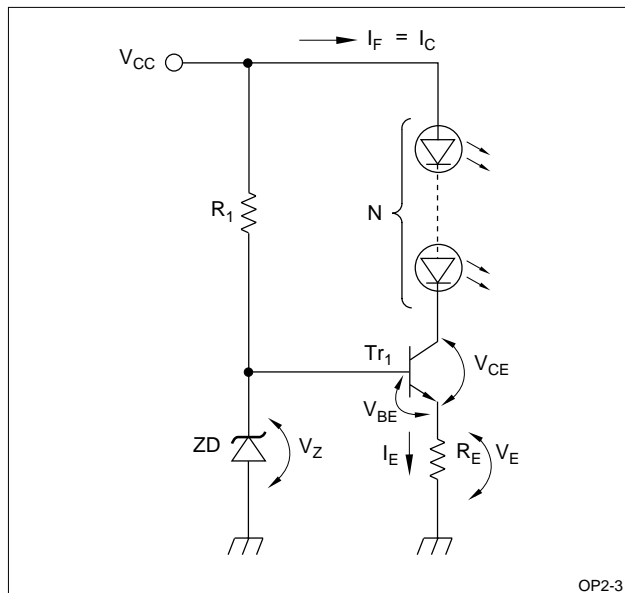 I_F = I_C
V_CC
R_1
N
Tr_1
V_CE
V_BE
ZD
V_Z
I_E
R_E
V_E
OP2-3